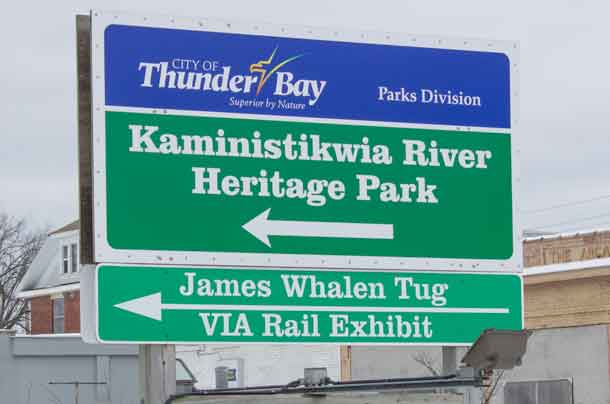 CITY OF
Thunder Bay
Superior by Nature
Parks Division
Kaministikwia River
Heritage Park
James Whalen Tug
VIA Rail Exhibit